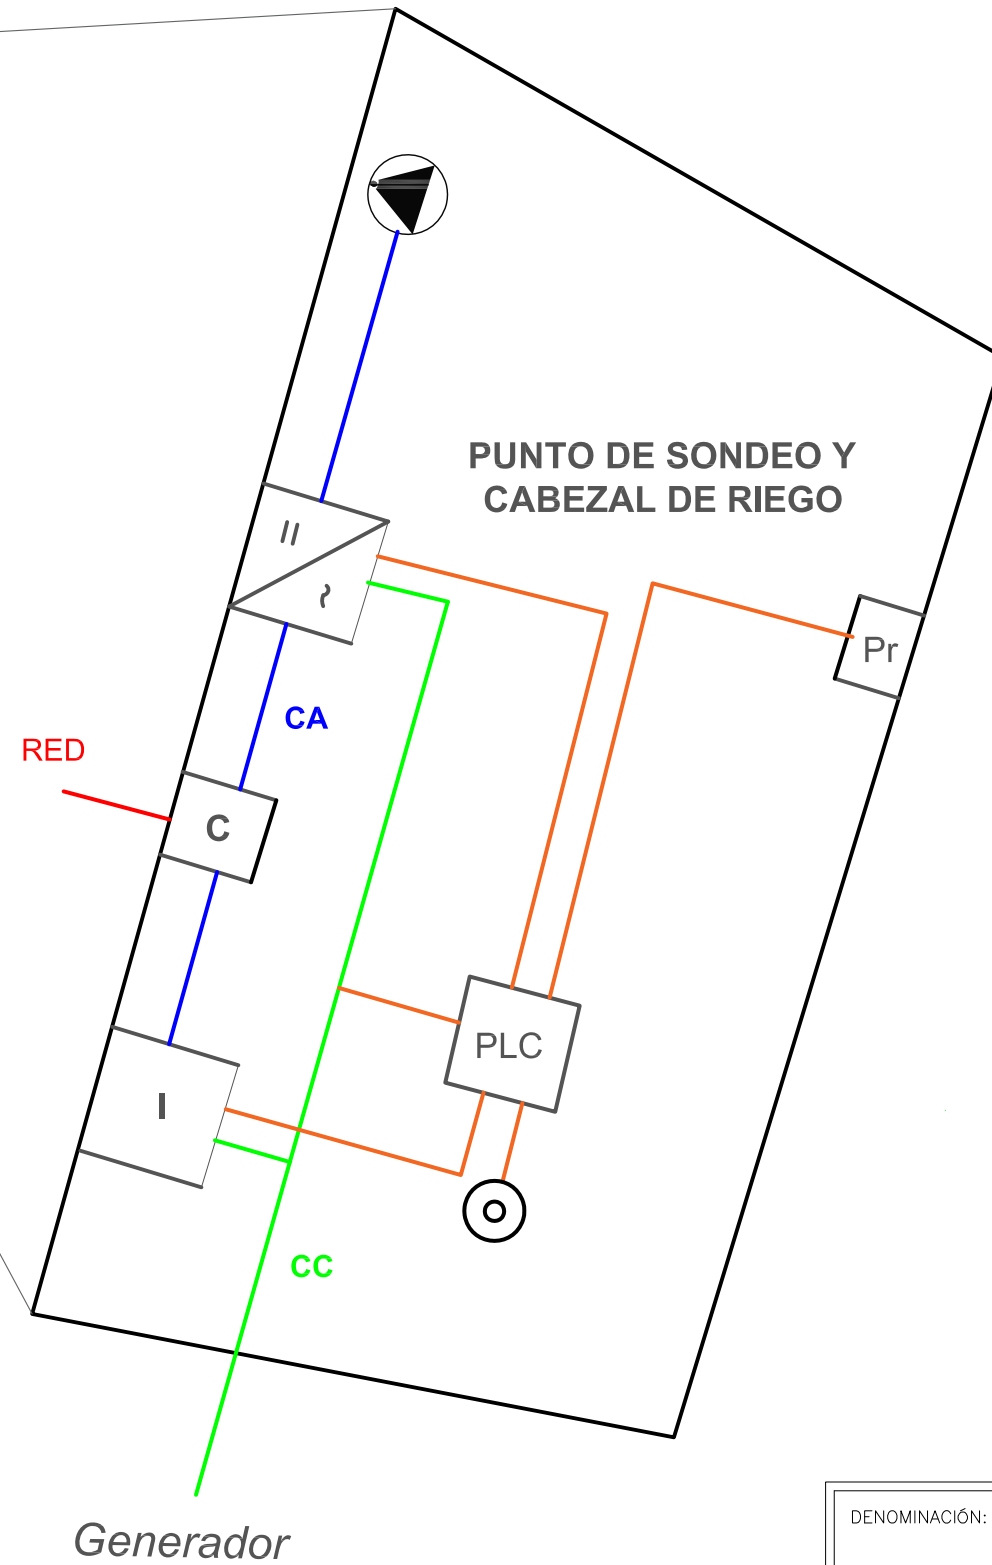 PUNTO DE SONDEO Y
CABEZAL DE RIEGO
Pr
CA
RED
C
PLC
I
CC
Generador
DENOMINACIÓN: